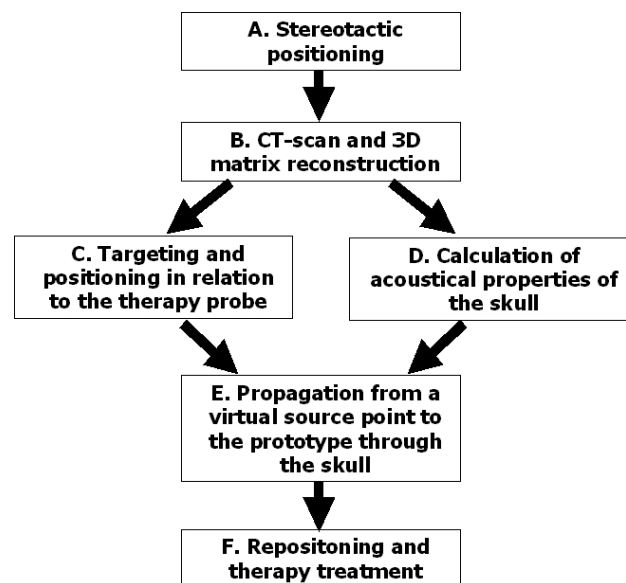 A. Stereotactic
positioning
B. CT-scan and 3D
matrix reconstruction
C. Targeting and
positioning in relation
to the therapy probe
D. Calculation of
acoustical properties of
the skull
E. Propagation from a
virtual source point to
the prototype through
the skull
F. Repositoning and
therapy treatment